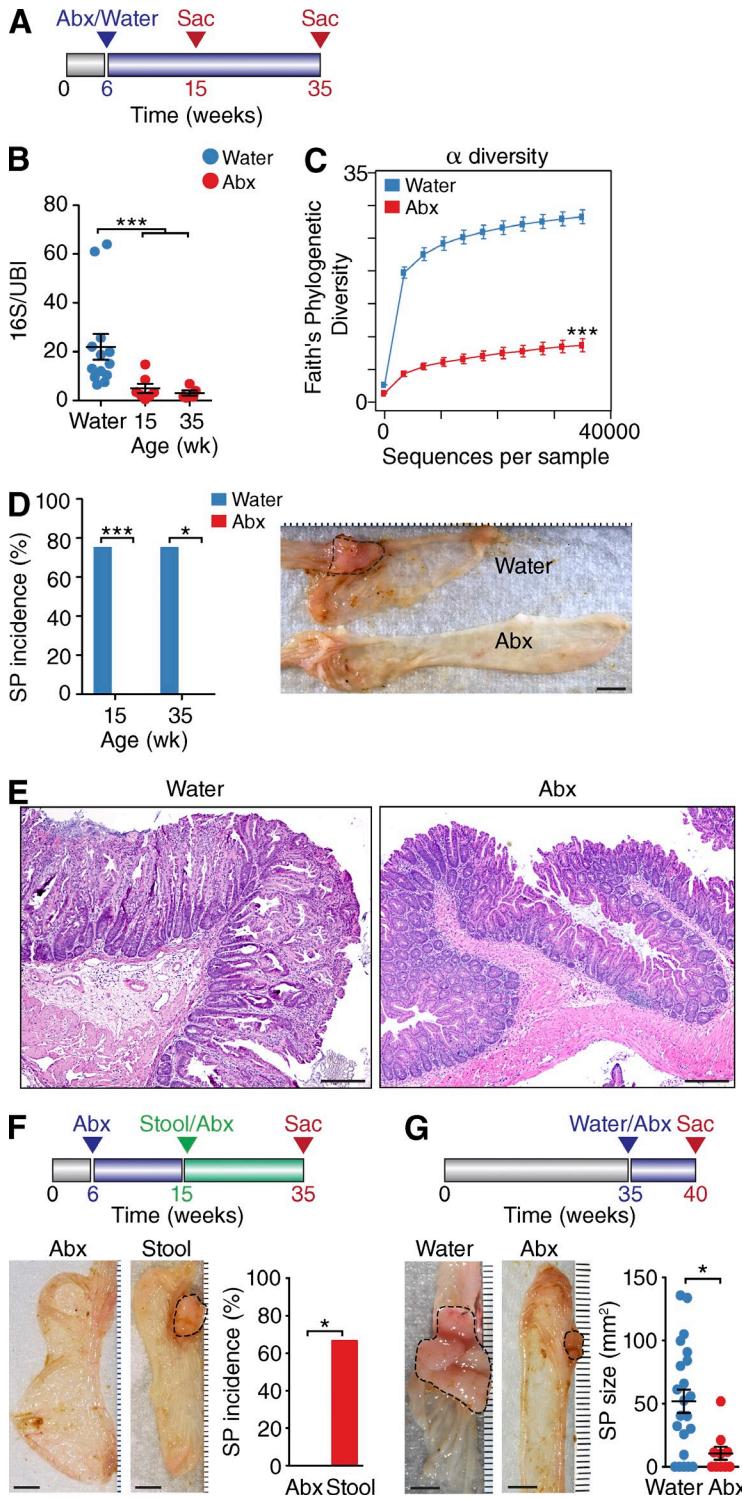 A
Abx/Water
Sac
Sac
0
6
15
35
Time (weeks)
B
Water
Abx
80
60
40
20
0
16S/UBI
***
Water
15
35
Age (wk)
C
α diversity
35
0
Water
Abx
Faith's Phylogenetic
Diversity
***
0
40000
Sequences per sample
D
100
80
60
40
20
0
SP incidence (%)
Water
Abx
***
*
15
35
Age (wk)
Water
Abx
E
Water
Abx
F
Abx
Stool/Abx
Sac
0
6
15
35
Time (weeks)
Abx
Stool
100
80
60
40
20
0
SP incidence (%)
*
Abx Stool
G
Water/Abx
Sac
0
35
40
Time (weeks)
Water
Abx
150
100
50
0
SP size (mm²)
*
Water Abx